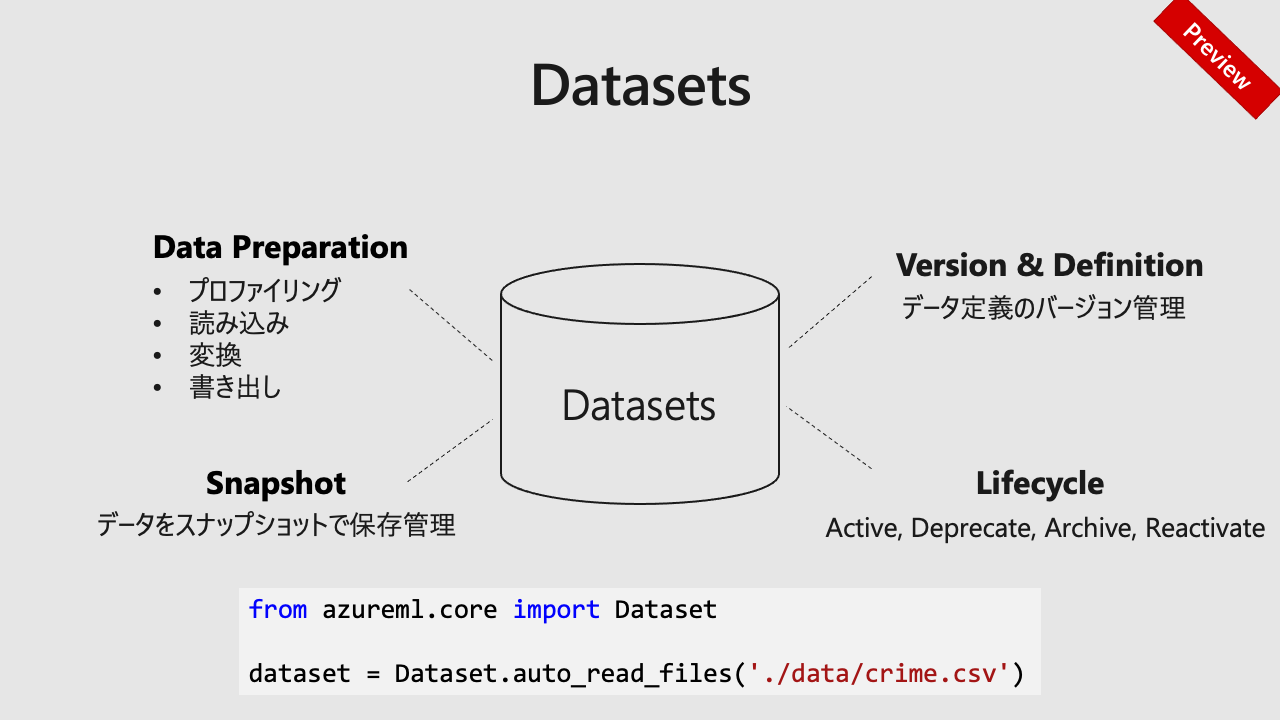 Preview
Datasets
Data Preparation
• プロファイリング
• 読み込み
• 変換
• 書き出し
Snapshot
データをスナップショットで保存管理
Datasets
Version & Definition
データ定義のバージョン管理
Lifecycle
Active, Deprecate, Archive, Reactivate
from azureml.core import Dataset
dataset = Dataset.auto_read_files('./data/crime.csv')